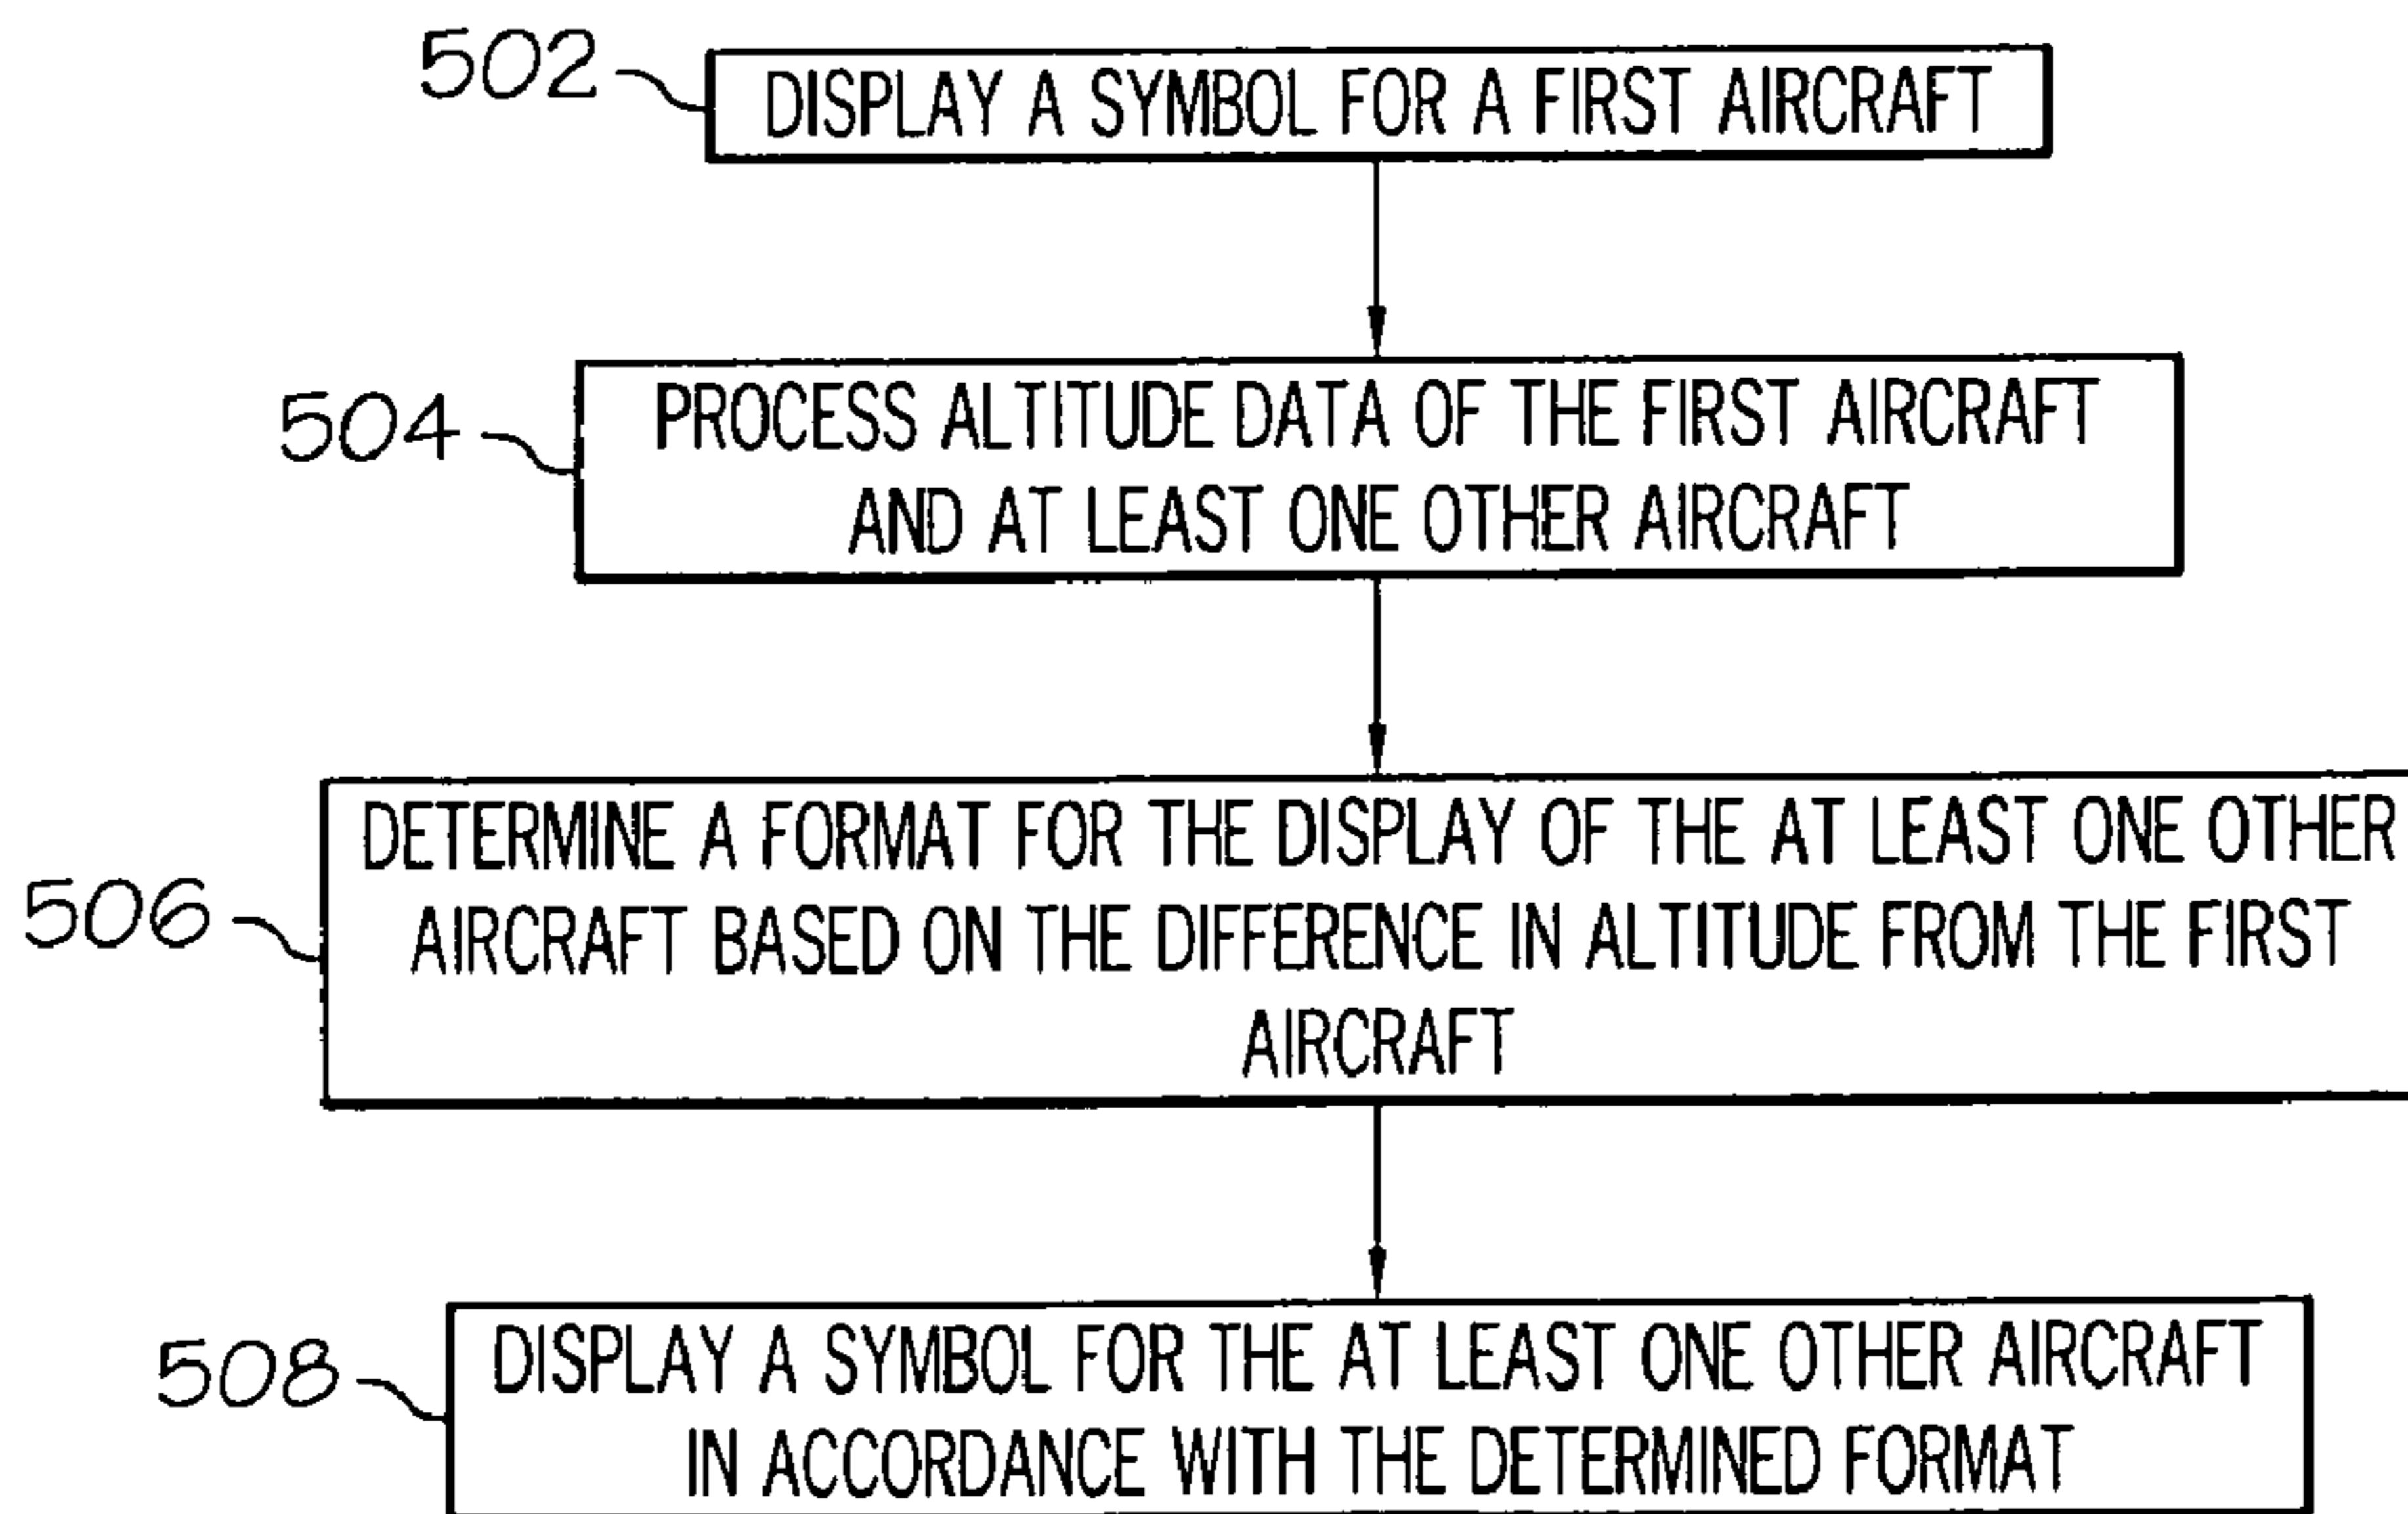 502
DISPLAY A SYMBOL FOR A FIRST AIRCRAFT
504
PROCESS ALTITUDE DATA OF THE FIRST AIRCRAFT
AND AT LEAST ONE OTHER AIRCRAFT
506
DETERMINE A FORMAT FOR THE DISPLAY OF THE AT LEAST ONE OTHER
AIRCRAFT BASED ON THE DIFFERENCE IN ALTITUDE FROM THE FIRST
AIRCRAFT
508
DISPLAY A SYMBOL FOR THE AT LEAST ONE OTHER AIRCRAFT
IN ACCORDANCE WITH THE DETERMINED FORMAT